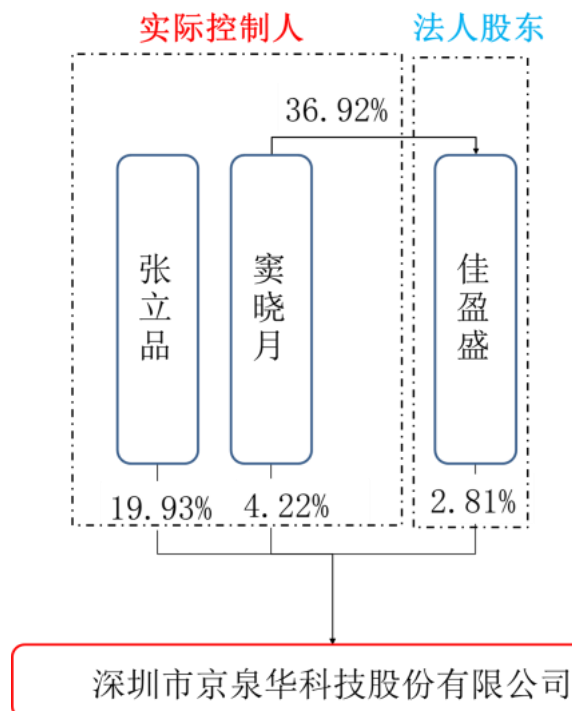 实际控制人
法人股东
36.92%
张立品
窦晓月
佳盈盛
19.93%
4.22%
2.81%
深圳市京泉华科技股份有限公司